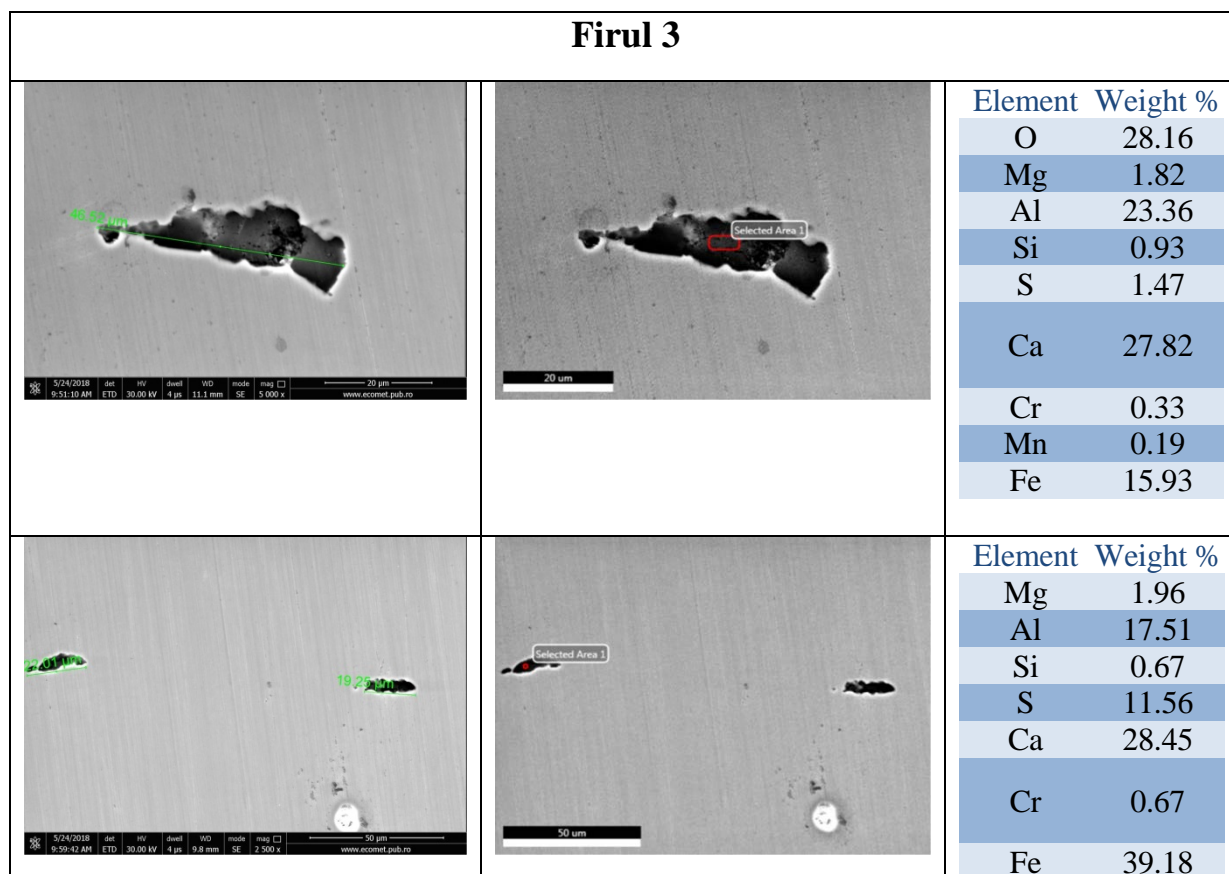 Firul 3
46.53 µm
5/24/2018 det HV dwell WD mode mag 20 µm
9:51:10 AM ETD 30.00 kV 4 µs 11.1 mm SE 5 000 x www.ecomet.pub.ro
Selected Area 1
20 um
Element Weight %
O 28.16
Mg 1.82
Al 23.36
Si 0.93
S 1.47
Ca 27.82
Cr 0.33
Mn 0.19
Fe 15.93
22.01 µm
19.25 µm
5/24/2018 det HV dwell WD mode mag 50 µm
9:59:42 AM ETD 30.00 kV 4 µs 9.8 mm SE 2 500 x www.ecomet.pub.ro
Selected Area 1
50 um
Element Weight %
Mg 1.96
Al 17.51
Si 0.67
S 11.56
Ca 28.45
Cr 0.67
Fe 39.18